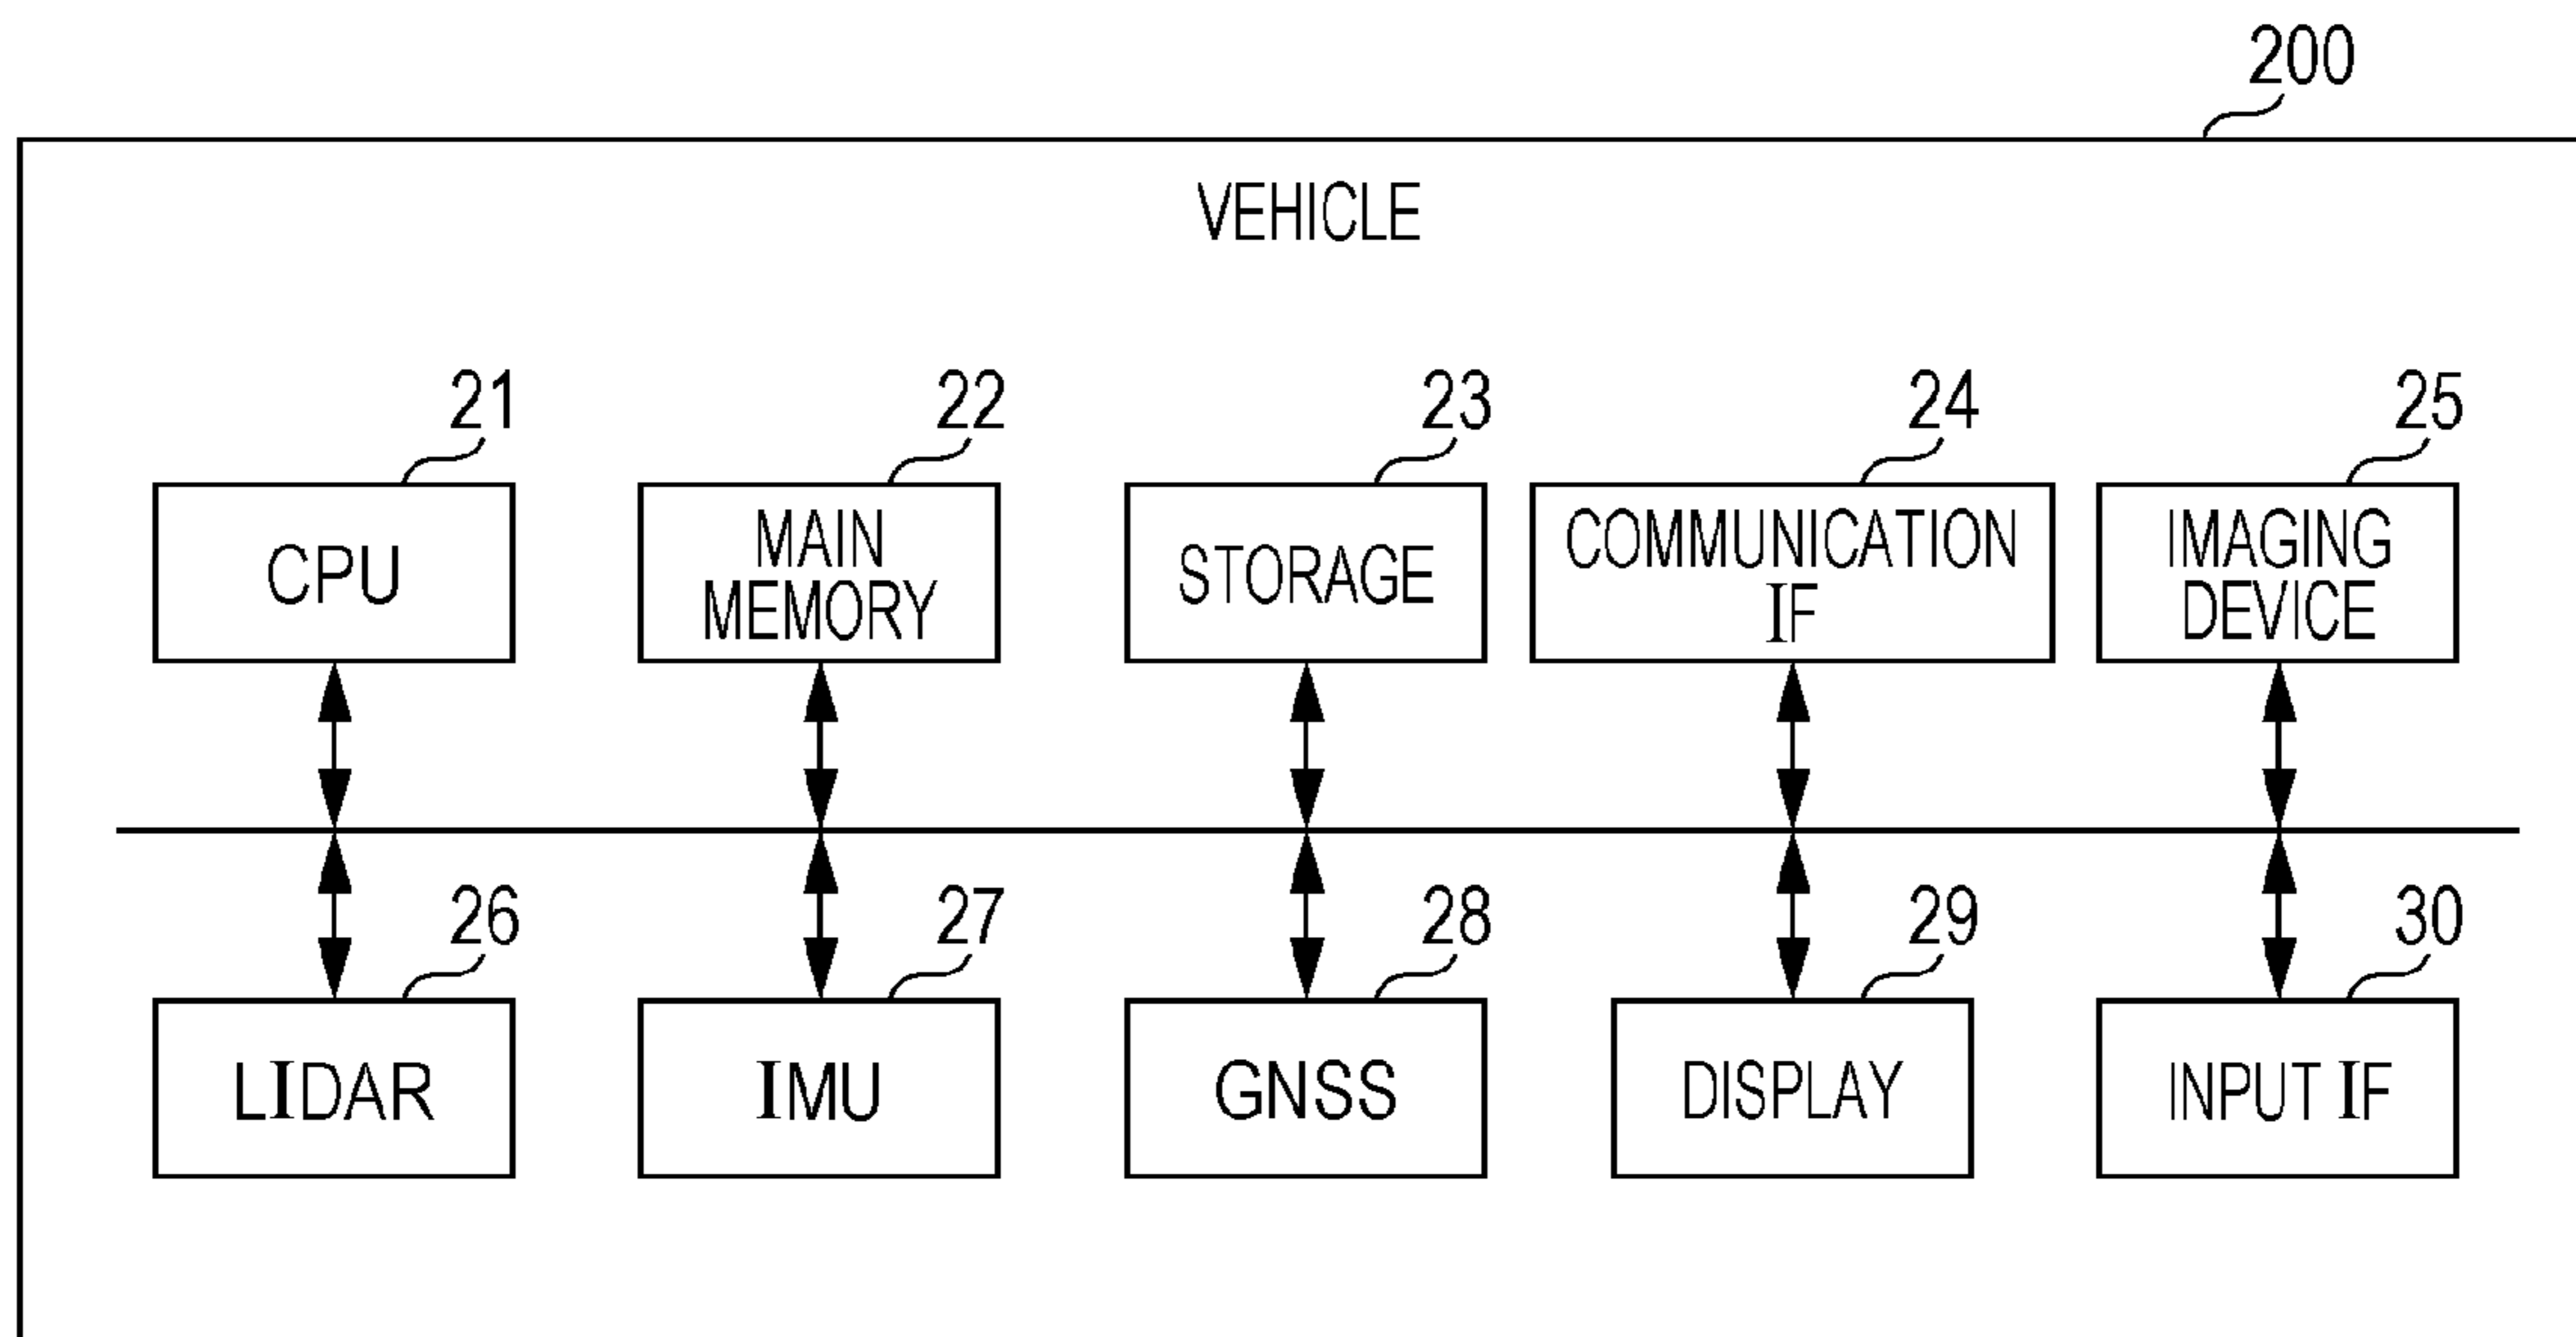 200
VEHICLE
21
22
23
24
25
CPU
MAIN
MEMORY
STORAGE
COMMUNICATION
IF
IMAGING
DEVICE
26
27
28
29
30
LIDAR
IMU
GNSS
DISPLAY
INPUT IF